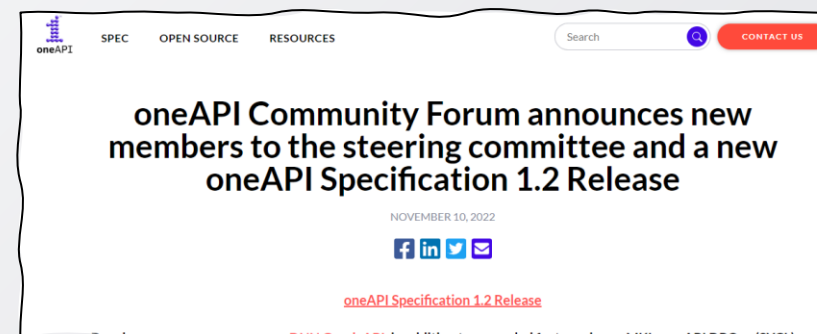 oneAPI
SPEC OPEN SOURCE RESOURCES
Search
CONTACT US
oneAPI Community Forum announces new
members to the steering committee and a new
oneAPI Specification 1.2 Release
NOVEMBER 10, 2022
oneAPI Specification 1.2 Release